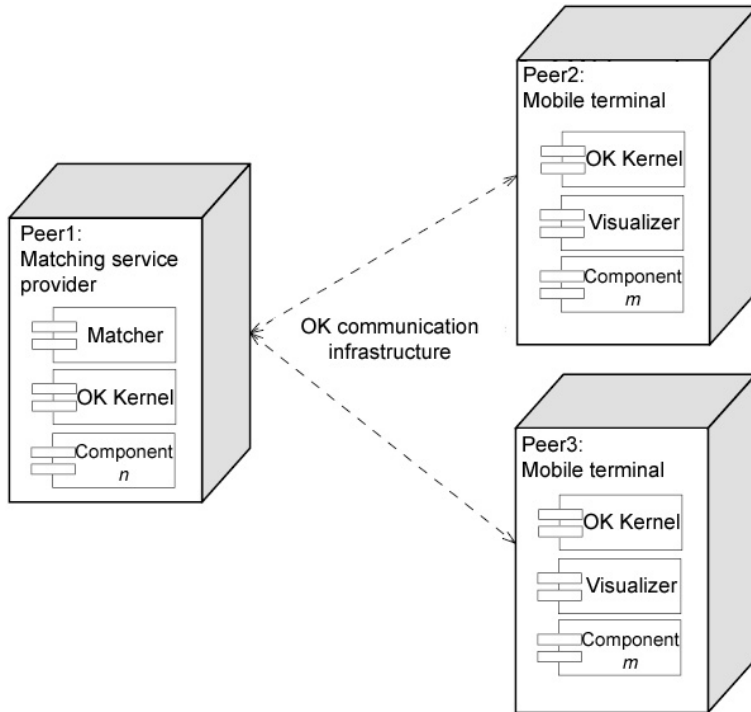 Peer1:
Matching service
provider
Matcher
OK Kernel
Component
n
OK communication
infrastructure
Peer2:
Mobile terminal
OK Kernel
Visualizer
Component
m
Peer3:
Mobile terminal
OK Kernel
Visualizer
Component
m